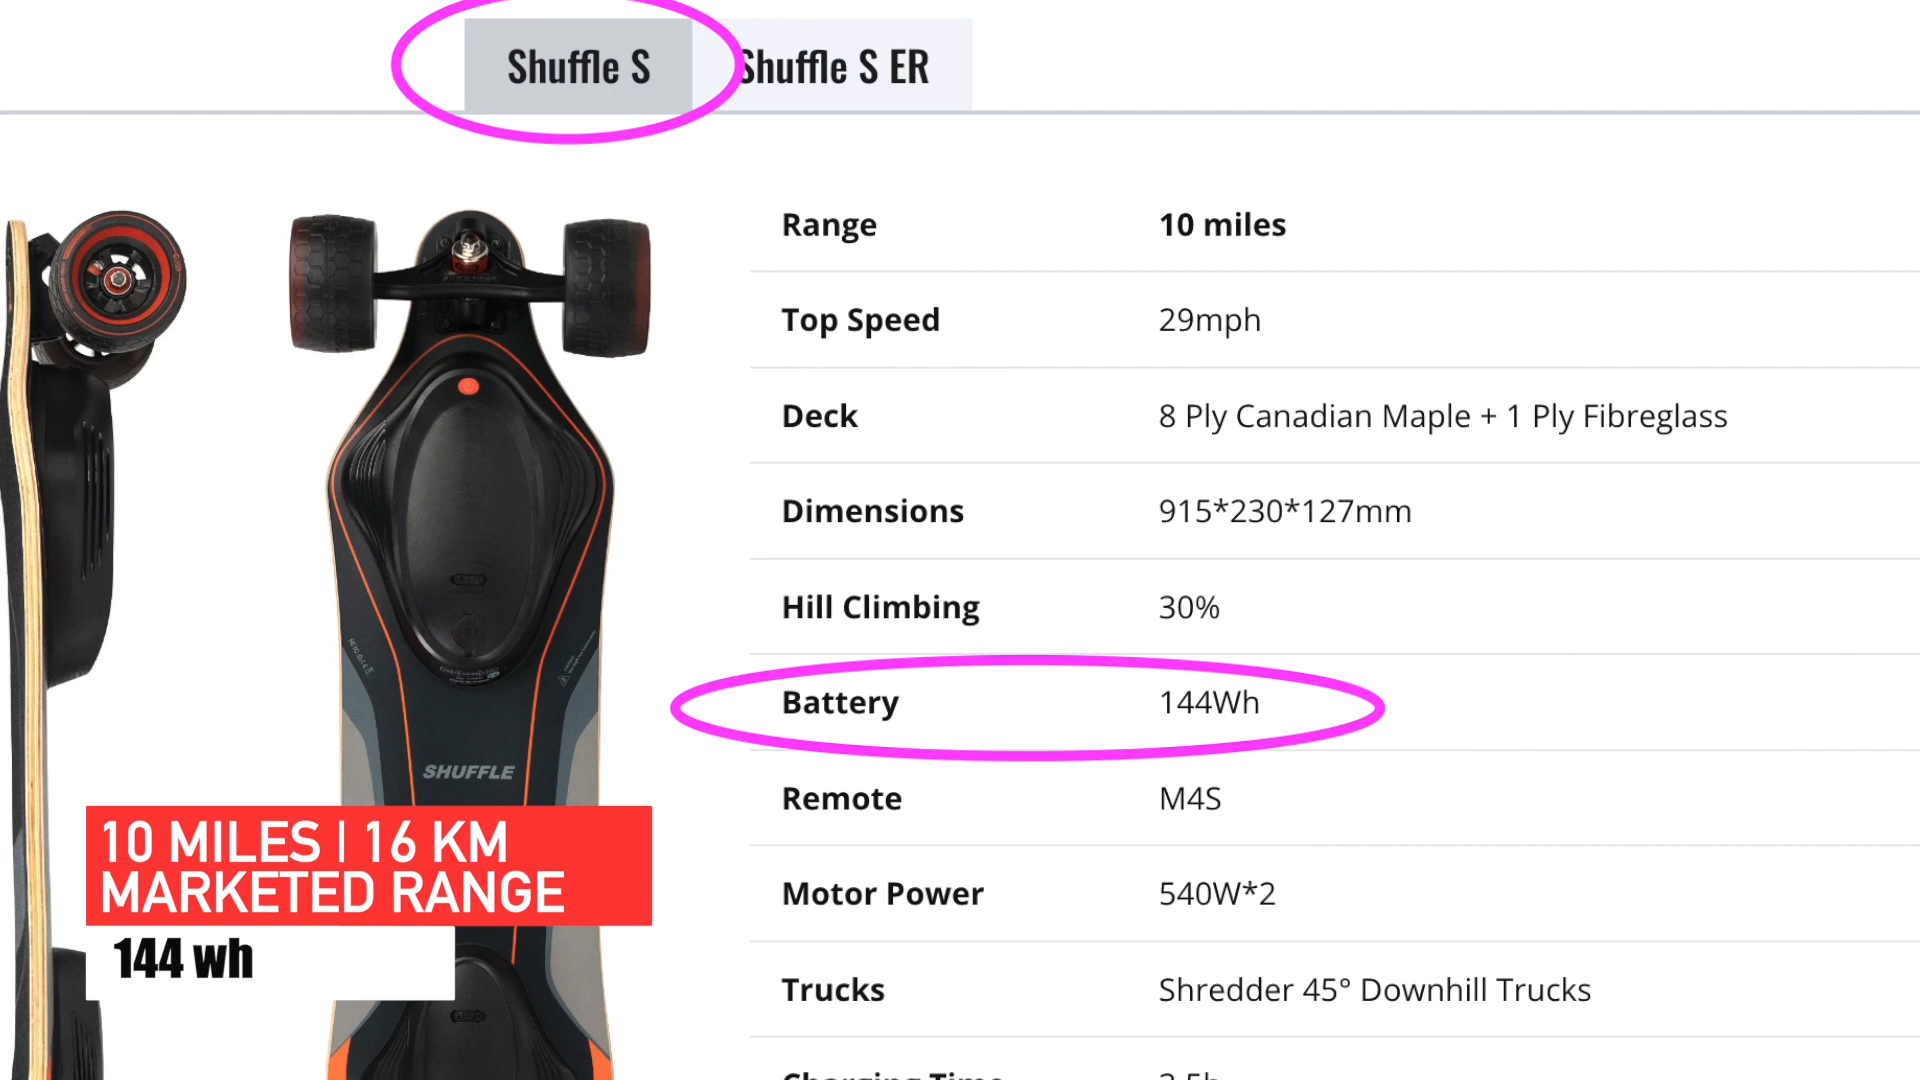 Shuffle S
Shuffle S ER
Range 10 miles
Top Speed 29mph
Deck 8 Ply Canadian Maple + 1 Ply Fibreglass
Dimensions 915*230*127mm
Hill Climbing 30%
Battery 144Wh
SHUFFLE
Remote M4S
10 MILES | 16 KM
MARKETED RANGE
144 wh
Motor Power 540W*2
Trucks Shredder 45° Downhill Trucks